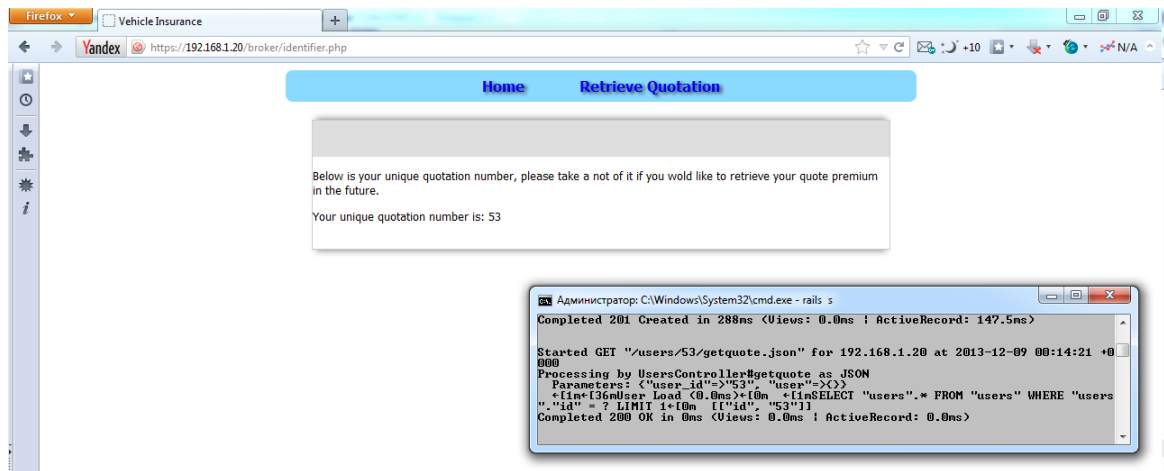 Firefox
Vehicle Insurance
Yandex https://192.168.1.20/broker/identifier.php
+10
N/A
Home Retrieve Quotation
Below is your unique quotation number, please take a not of it if you wold like to retrieve your quote premium
in the future.
Your unique quotation number is: 53
Администратор: C:\Windows\System32\cmd.exe - rails s
Completed 201 Created in 288ms (Views: 0.0ms | ActiveRecord: 147.5ms)
Started GET "/users/53/getquote.json" for 192.168.1.20 at 2013-12-09 00:14:21 +0
000
Processing by UsersController#getquote as JSON
Parameters: {"user_id"=>"53", "user"=>{}}
←[1m←[36mUser Load (0.0ms)←[0m ←[1mSELECT "users".* FROM "users" WHERE "users
"."id" = ? LIMIT 1←[0m [["id", "53"]]
Completed 200 OK in 0ms (Views: 0.0ms | ActiveRecord: 0.0ms)